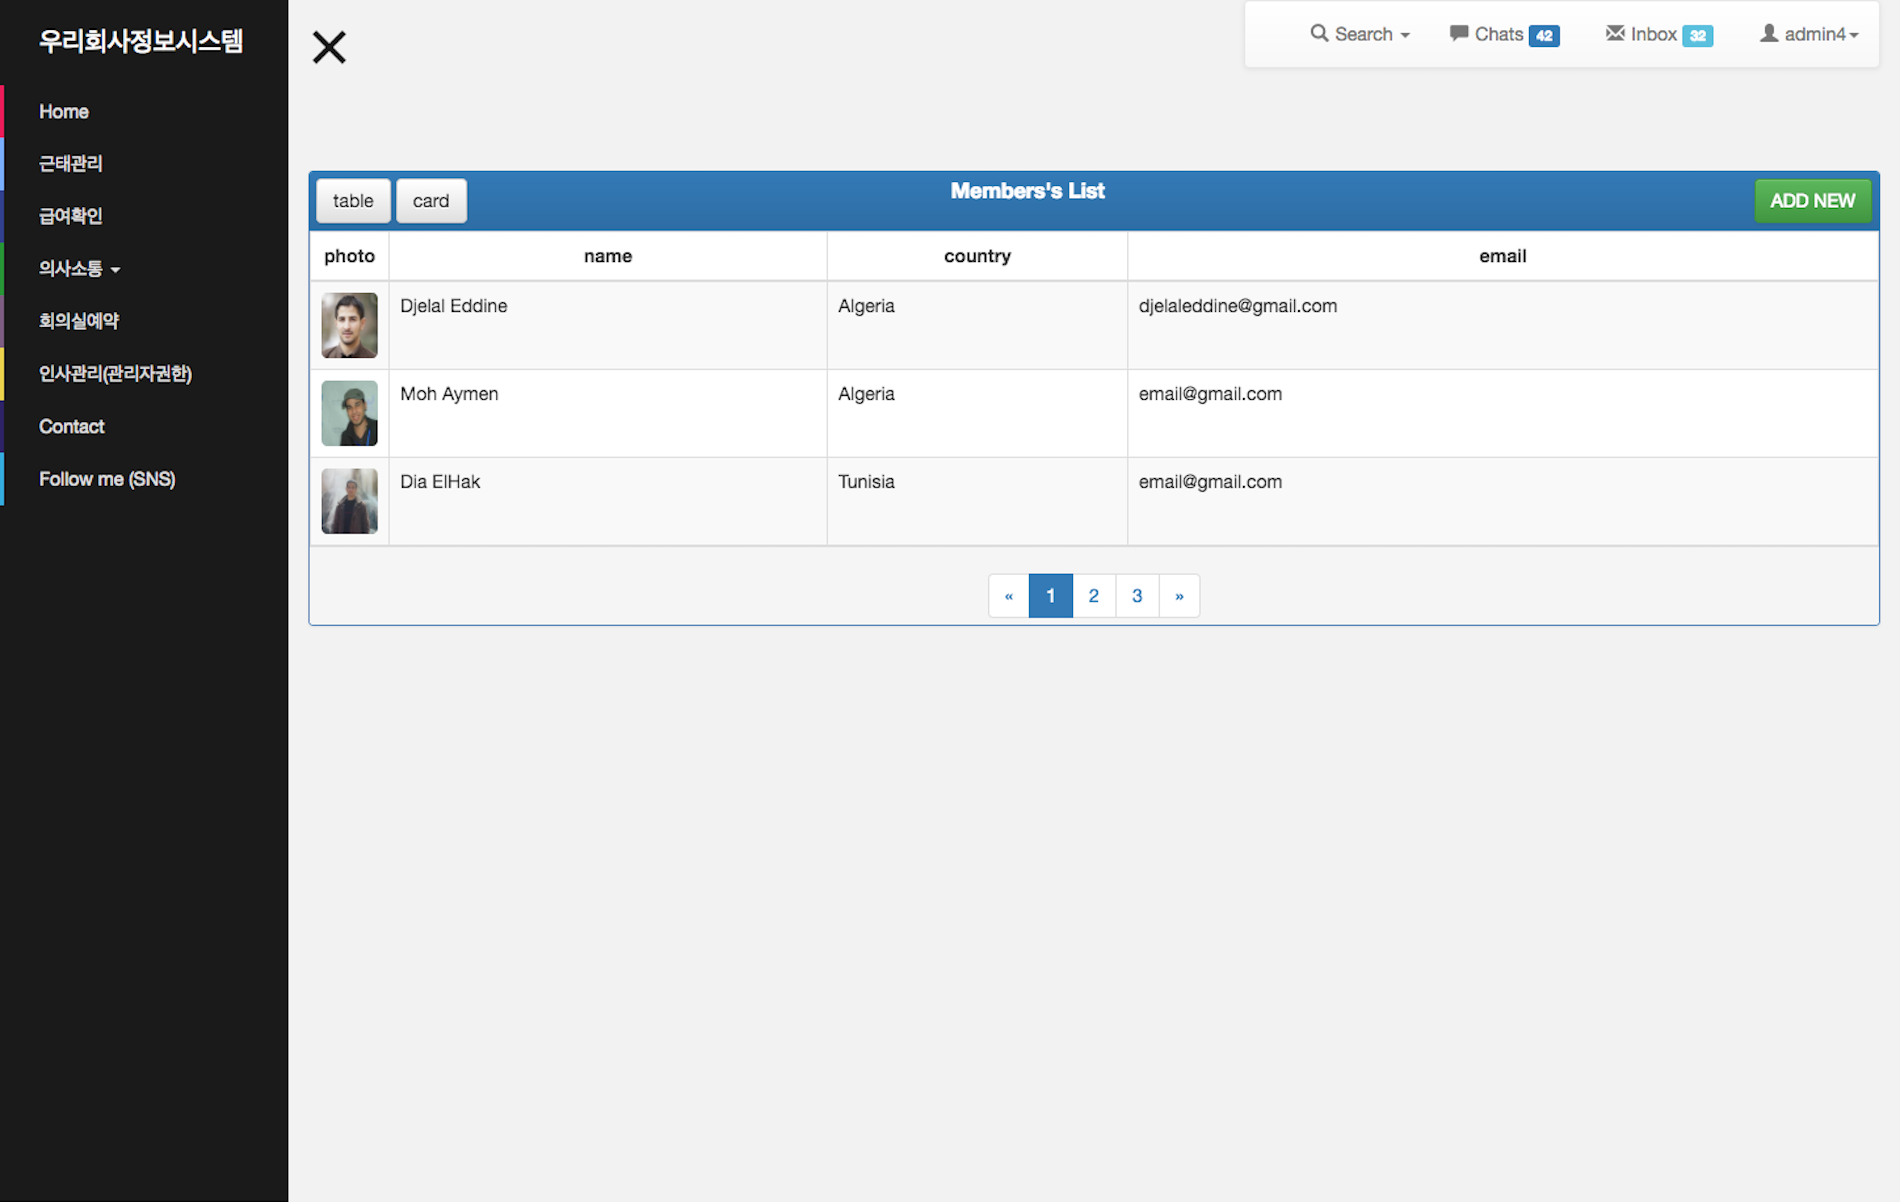 우리회사정보시스템
Home
근태관리
급여확인
의사소통
회의실예약
인사관리(관리자권한)
Contact
Follow me (SNS)
Search Chats 42 Inbox 32 admin4
table card Members's List ADD NEW
photo name country email
Djelal Eddine Algeria djelaleddine@gmail.com
Moh Aymen Algeria email@gmail.com
Dia ElHak Tunisia email@gmail.com
« 1 2 3 »